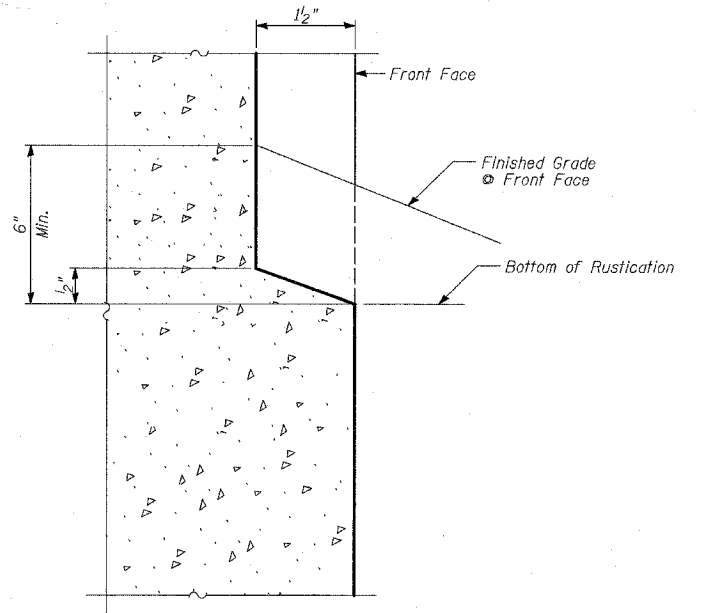 1½"
Front Face
Finished Grade
@ Front Face
6"
Min.
½"
Bottom of Rustication